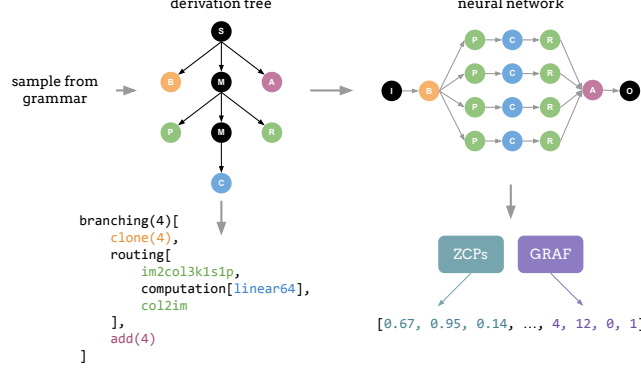 derivation tree
neural network
sample from
grammar
S
B M A
P M R
C
I B P C R A O
P C R
P C R
P C R
branching(4)[
clone(4),
routing[
im2col3k1s1p,
computation[linear64],
col2im
],
add(4)
]
ZCPs GRAF
[0.67, 0.95, 0.14, …, 4, 12, 0, 1]